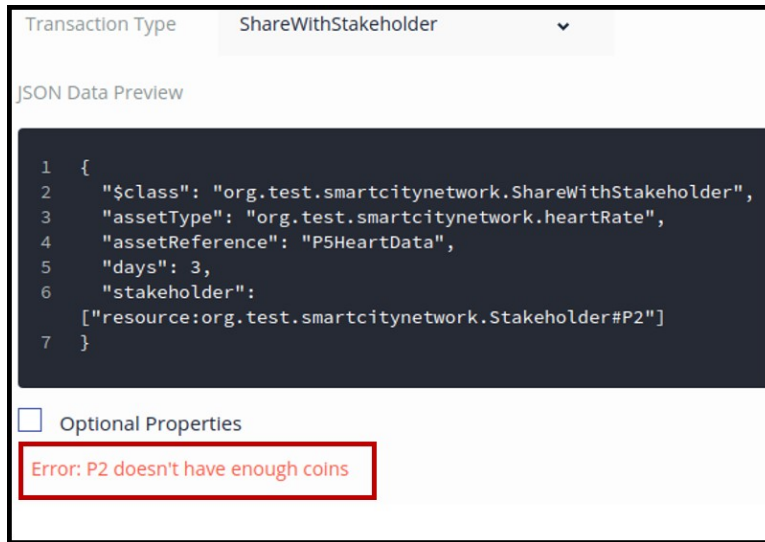 Transaction Type ShareWithStakeholder
JSON Data Preview
1 {
2 "$class": "org.test.smartcitynetwork.ShareWithStakeholder",
3 "assetType": "org.test.smartcitynetwork.heartRate",
4 "assetReference": "P5HeartData",
5 "days": 3,
6 "stakeholder":
["resource:org.test.smartcitynetwork.Stakeholder#P2"]
7 }
Optional Properties
Error: P2 doesn't have enough coins